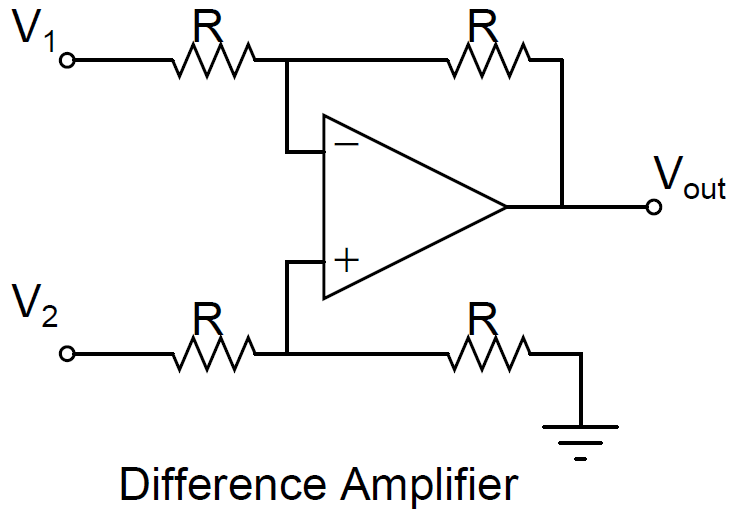 V1
R
R
−
Vout
+
V2
R
R
Difference Amplifier